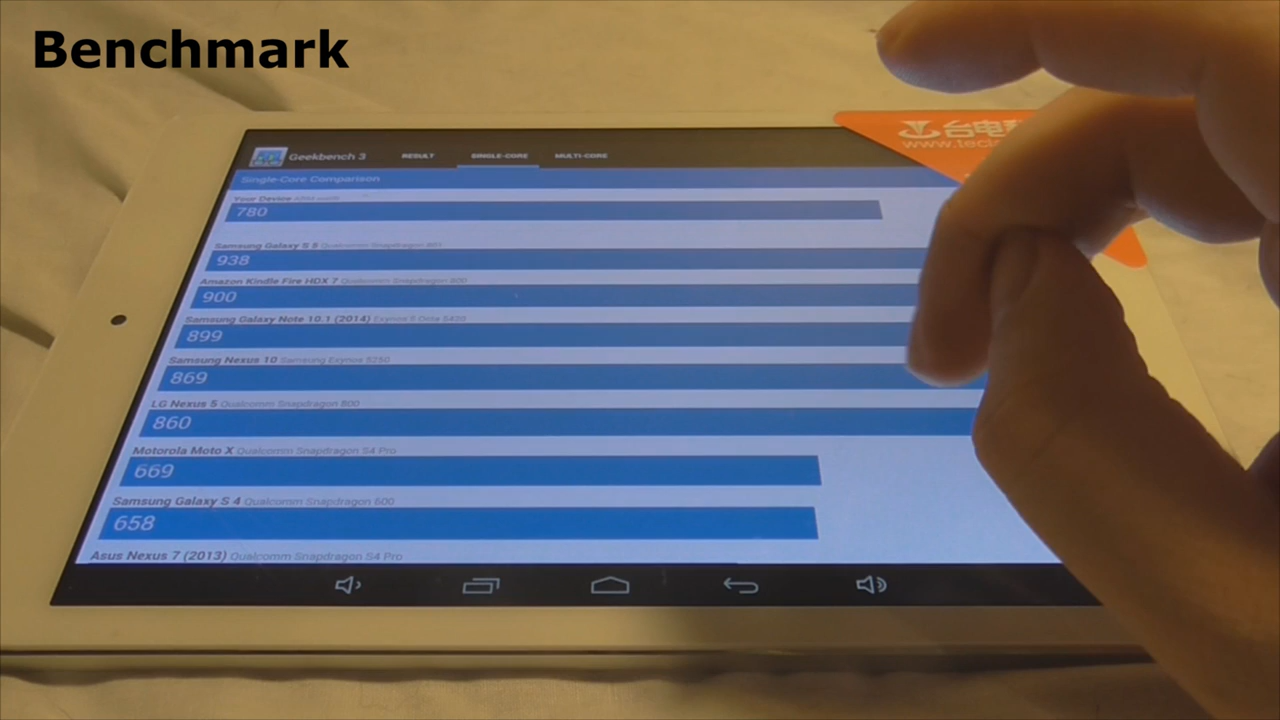 Benchmark
台电
www.tecl
Geekbench 3 RESULT SINGLE-CORE MULTI-CORE
Single-Core Comparison
Your Device
780
Samsung Galaxy S 5 Qualcomm Snapdragon 801
938
Amazon Kindle Fire HDX 7 Qualcomm Snapdragon 800
900
Samsung Galaxy Note 10.1 (2014) Exynos 5 Octa 5420
899
Samsung Nexus 10 Samsung Exynos 5250
869
LG Nexus 5 Qualcomm Snapdragon 800
860
Motorola Moto X Qualcomm Snapdragon S4 Pro
669
Samsung Galaxy S 4 Qualcomm Snapdragon 600
658
Asus Nexus 7 (2013) Qualcomm Snapdragon S4 Pro